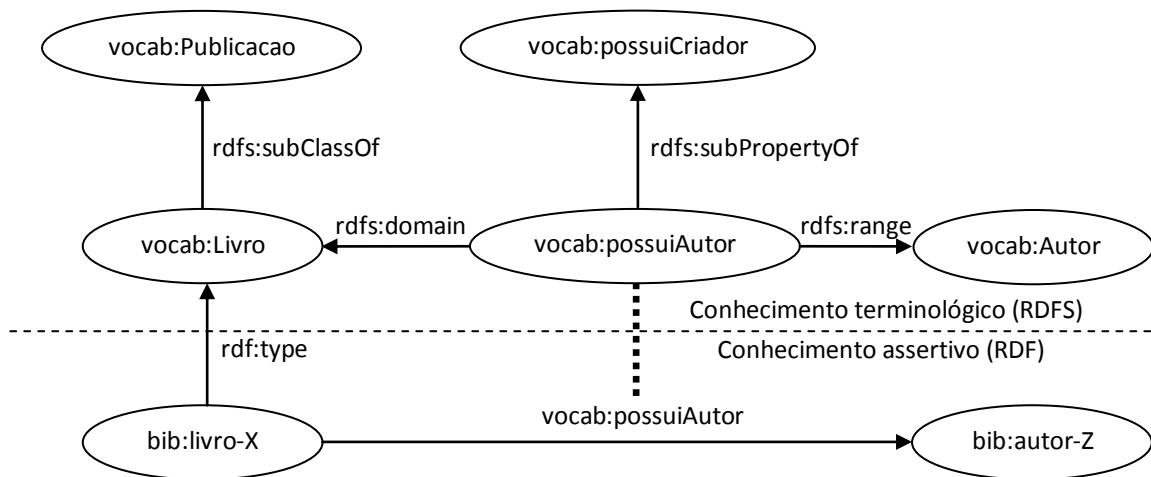 vocab:Publicacao
vocab:possuiCriador
rdfs:subClassOf
rdfs:subPropertyOf
vocab:Livro
rdfs:domain
vocab:possuiAutor
rdfs:range
vocab:Autor
Conhecimento terminológico (RDFS)
rdf:type
Conhecimento assertivo (RDF)
vocab:possuiAutor
bib:livro-X
bib:autor-Z